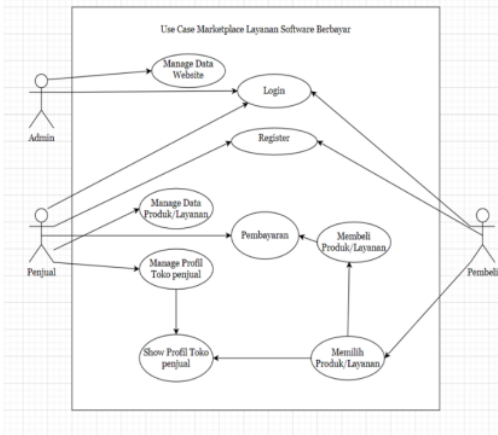 Use Case Marketplace Layanan Software Berbayar
Manage Data
Website
Login
Admin
Register
Manage Data
Produk/Layanan
Pembayaran
Membeli
Produk/Layanan
Manage Profil
Toko penjual
Penjual
Pembeli
Show Profil Toko
penjual
Memilih
Produk/Layanan